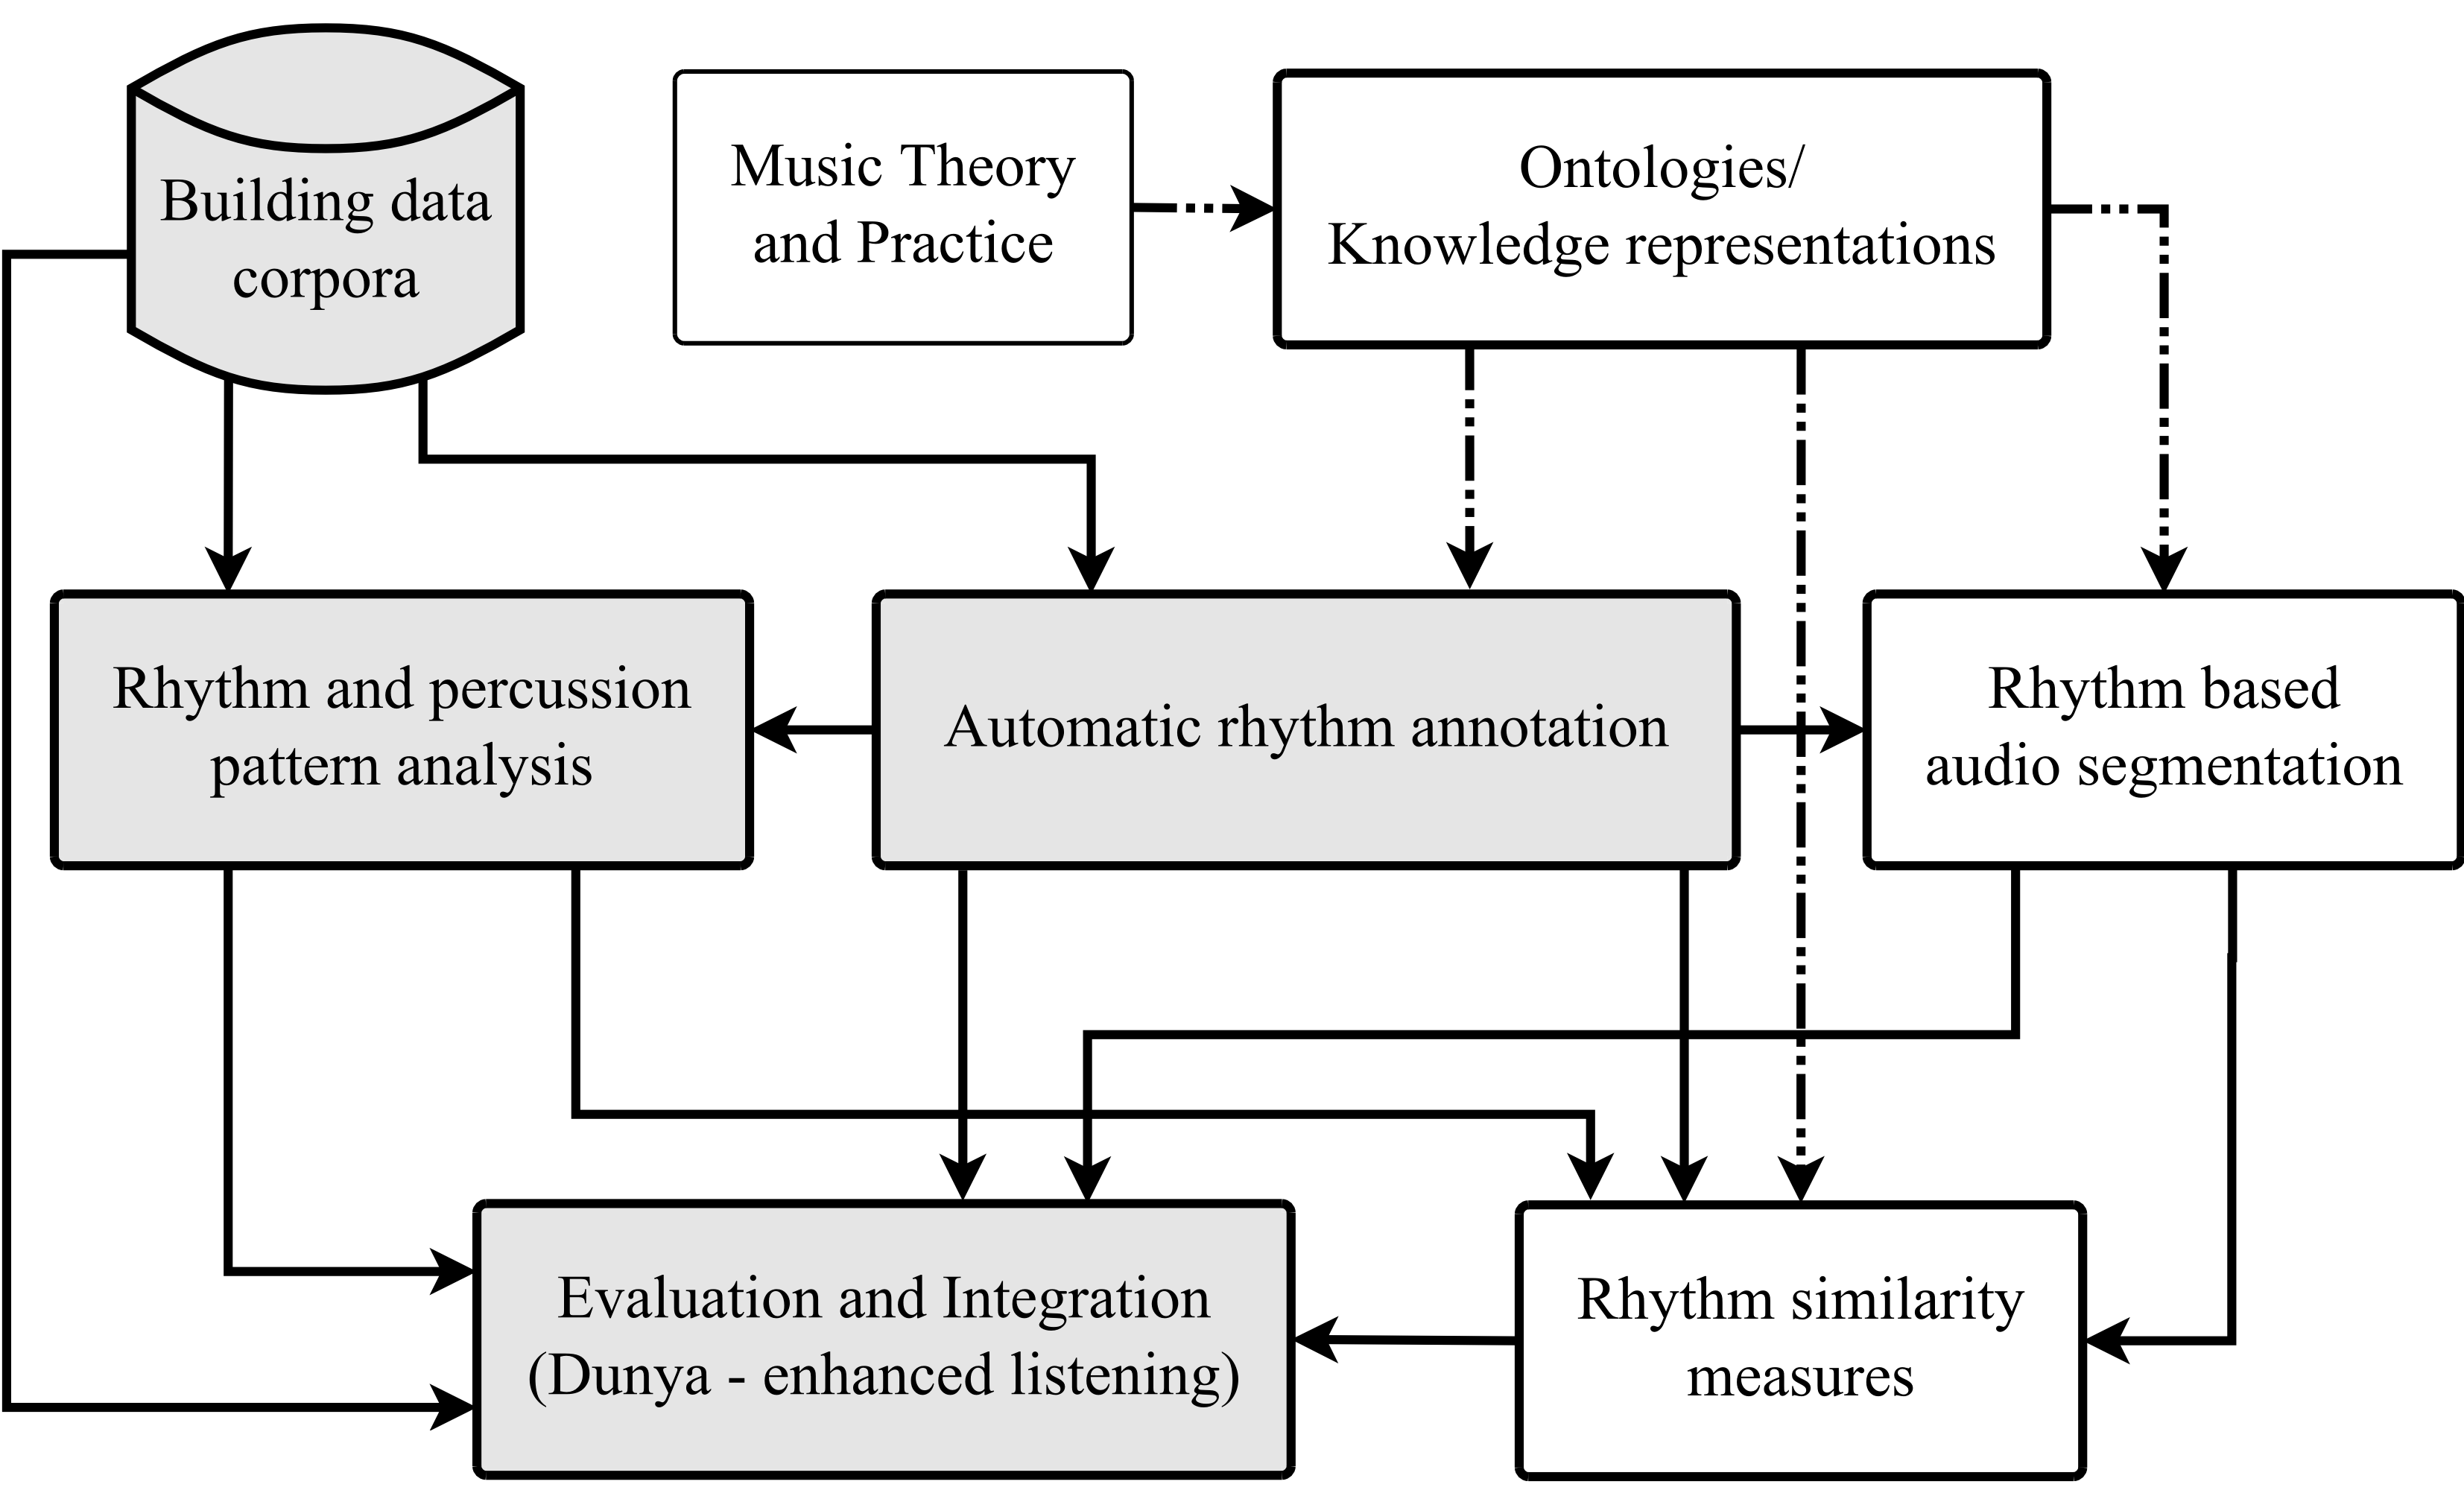 Building data
corpora
Music Theory
and Practice
Ontologies/
Knowledge representations
Rhythm and percussion
pattern analysis
Automatic rhythm annotation
Rhythm based
audio segmentation
Evaluation and Integration
(Dunya - enhanced listening)
Rhythm similarity
measures